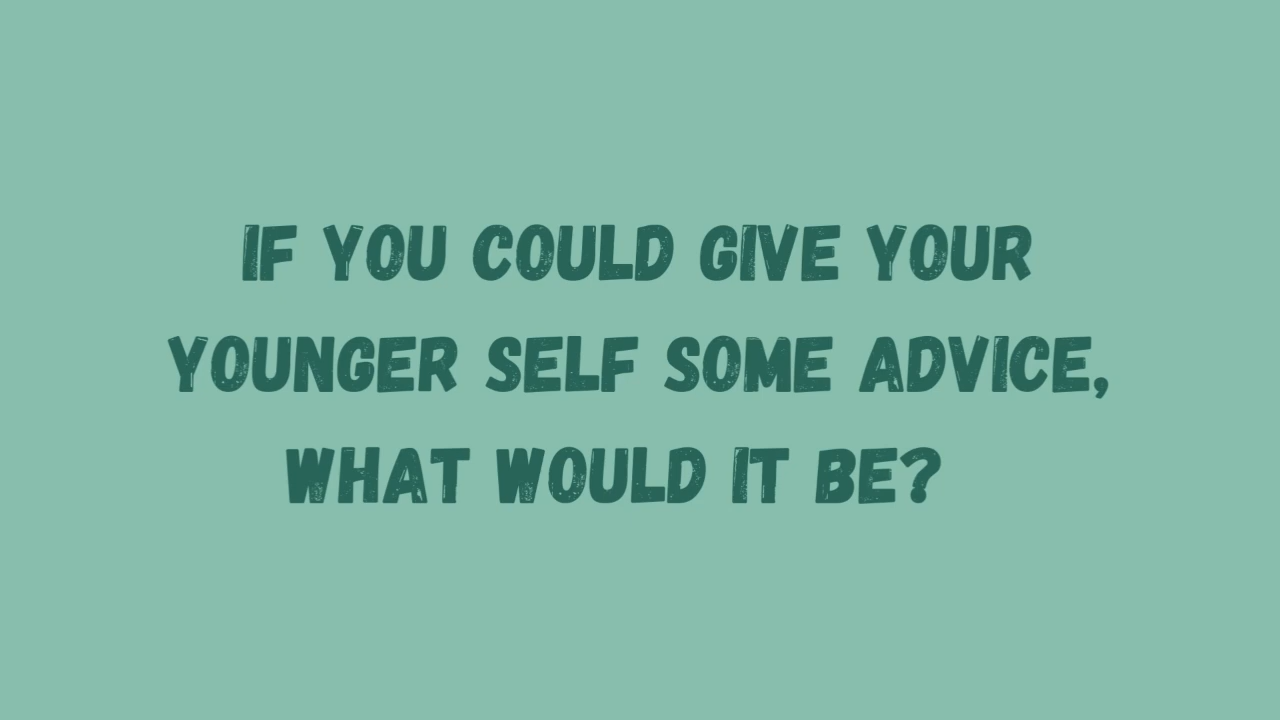 IF YOU COULD GIVE YOUR
YOUNGER SELF SOME ADVICE,
WHAT WOULD IT BE?